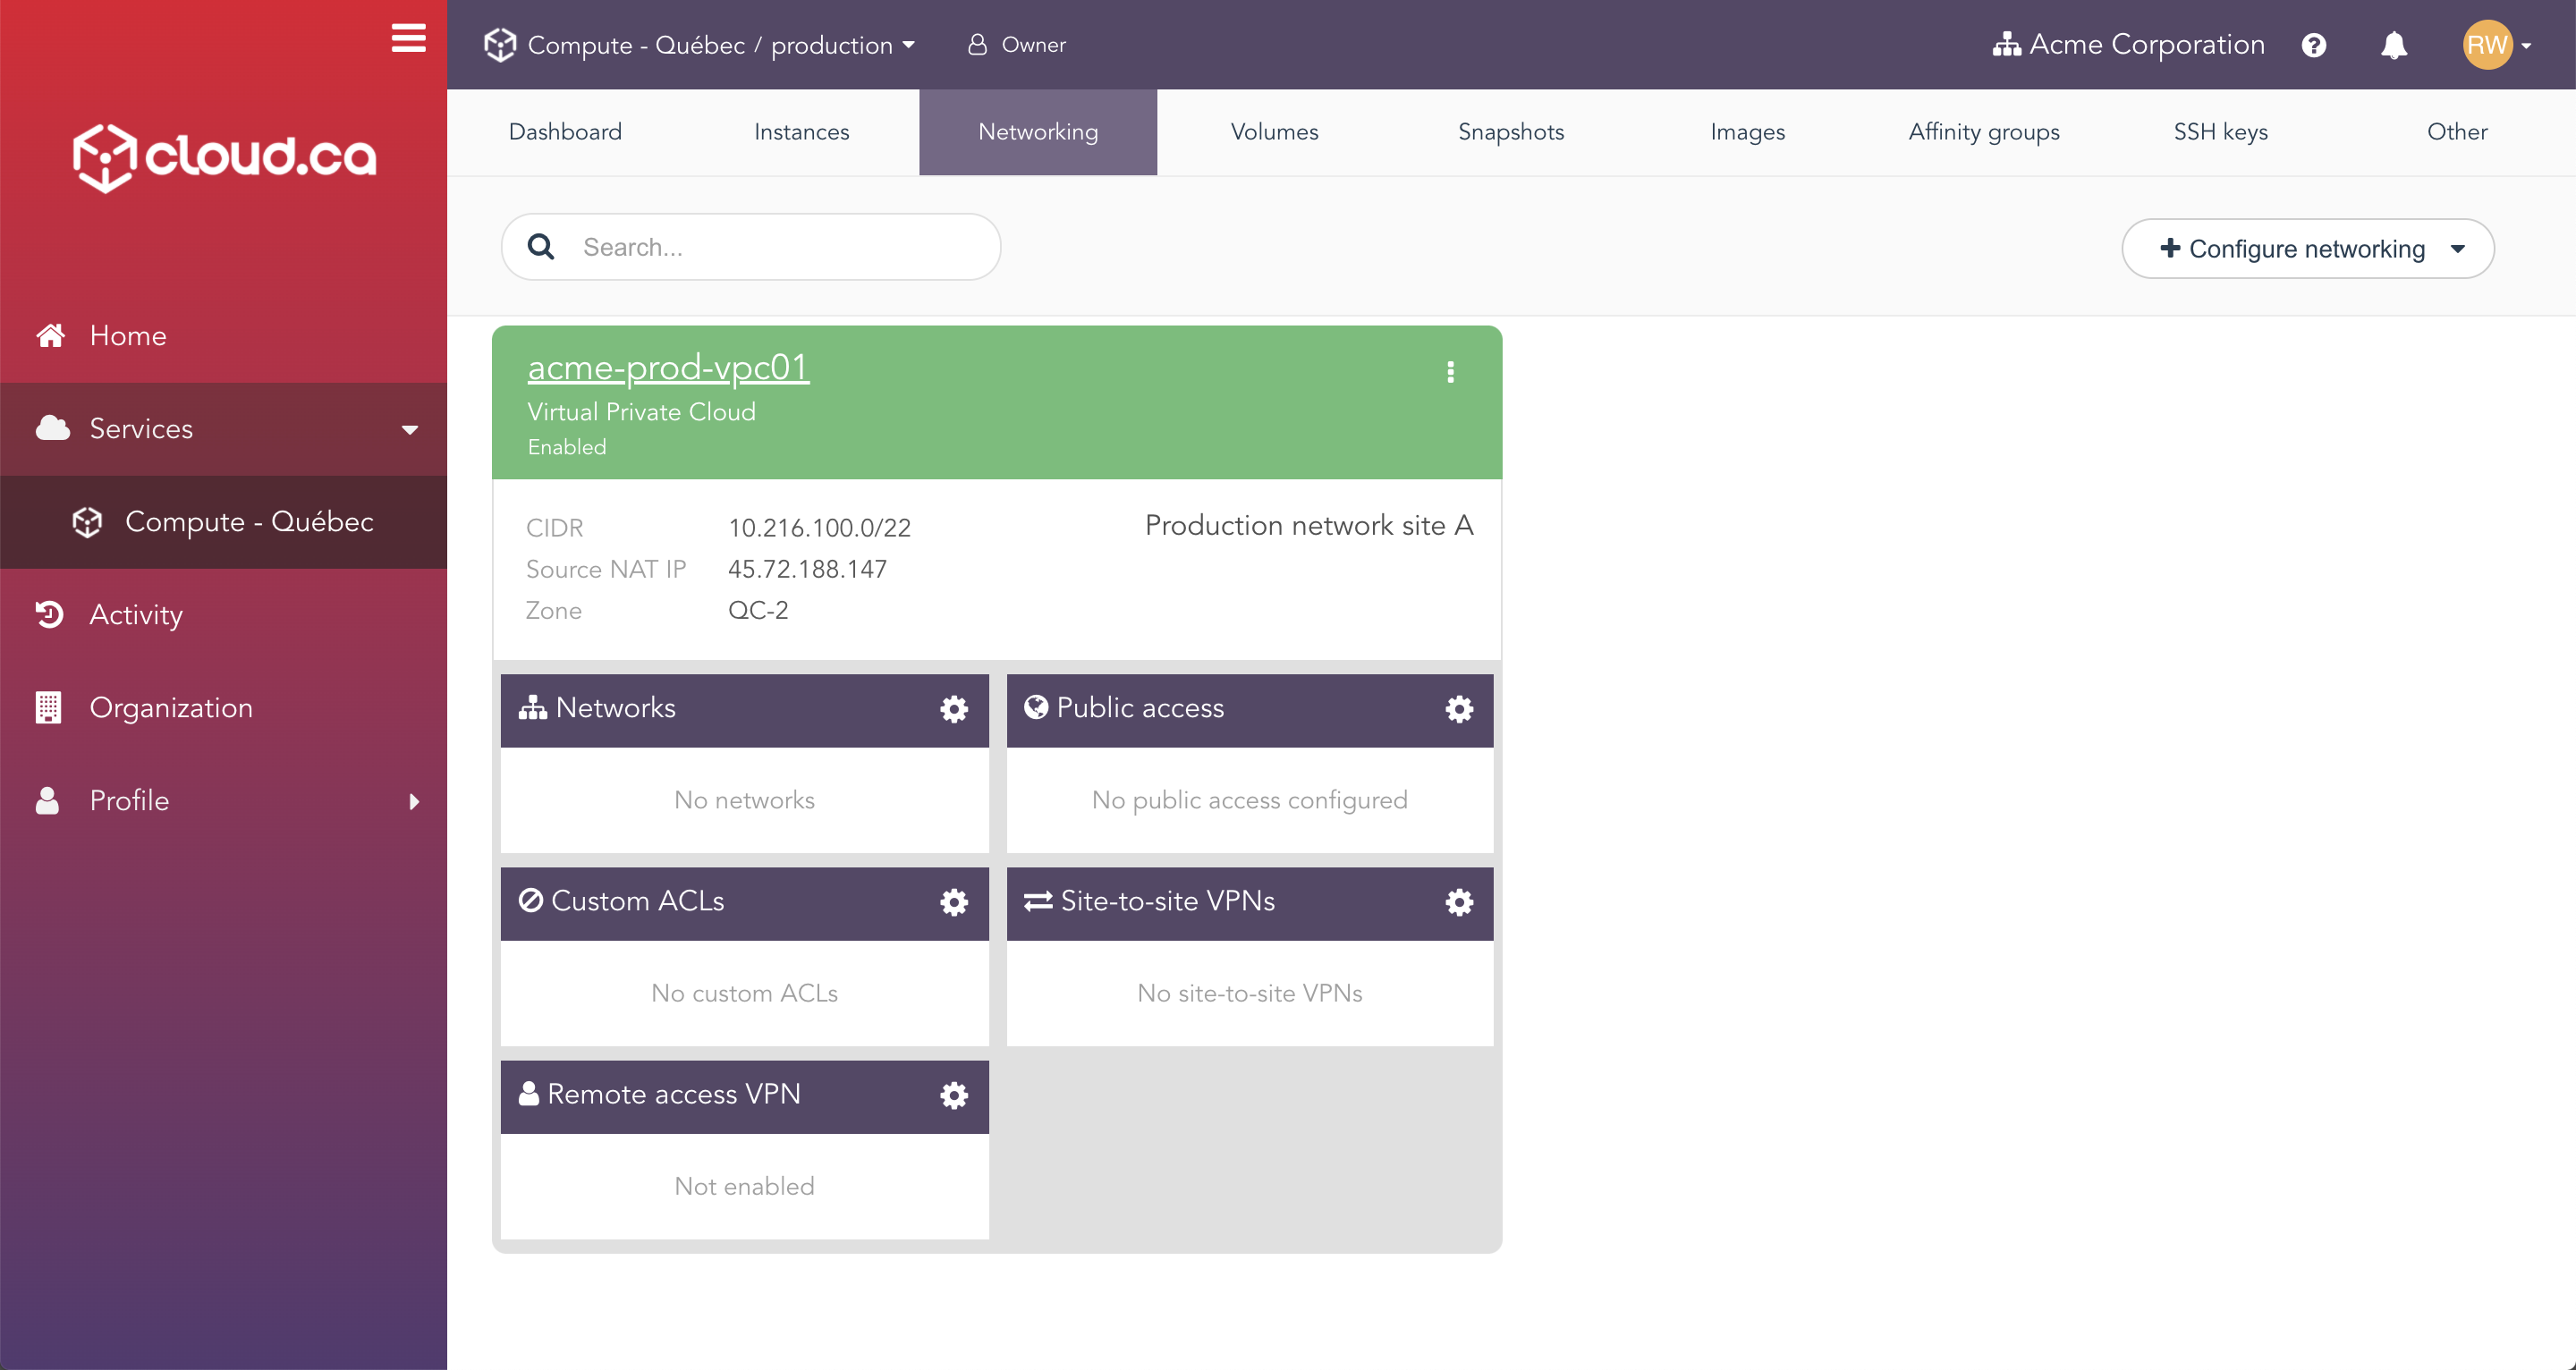 cloud.ca
Home
Services
Compute - Québec
Activity
Organization
Profile
Compute - Québec / production
Owner
Acme Corporation
RW
Dashboard
Instances
Networking
Volumes
Snapshots
Images
Affinity groups
SSH keys
Other
Search...
Configure networking
acme-prod-vpc01
Virtual Private Cloud
Enabled
CIDR 10.216.100.0/22
Source NAT IP 45.72.188.147
Zone QC-2
Production network site A
Networks
No networks
Public access
No public access configured
Custom ACLs
No custom ACLs
Site-to-site VPNs
No site-to-site VPNs
Remote access VPN
Not enabled